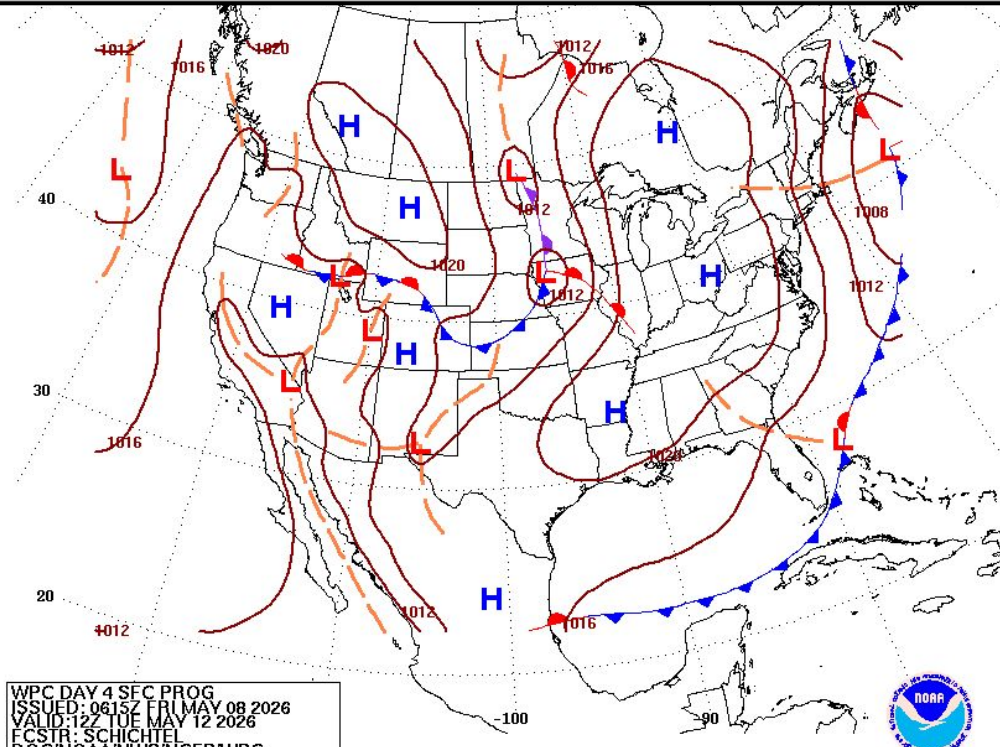 1012
1020
1016
1012
1016
H
H
L
L
H
L
40
1012
H
1008
1020
H
L
L
1012
1012
H
L
H
L
30
H
L
1016
L
1020
20
H
1012
1012
1016
WPC DAY 4 SFC PROG
ISSUED: 0615Z FRI MAY 08 2026
VALID:12Z TUE MAY 12 2026
FCSTR: SCHICHTEL
NOAA
-100
-90